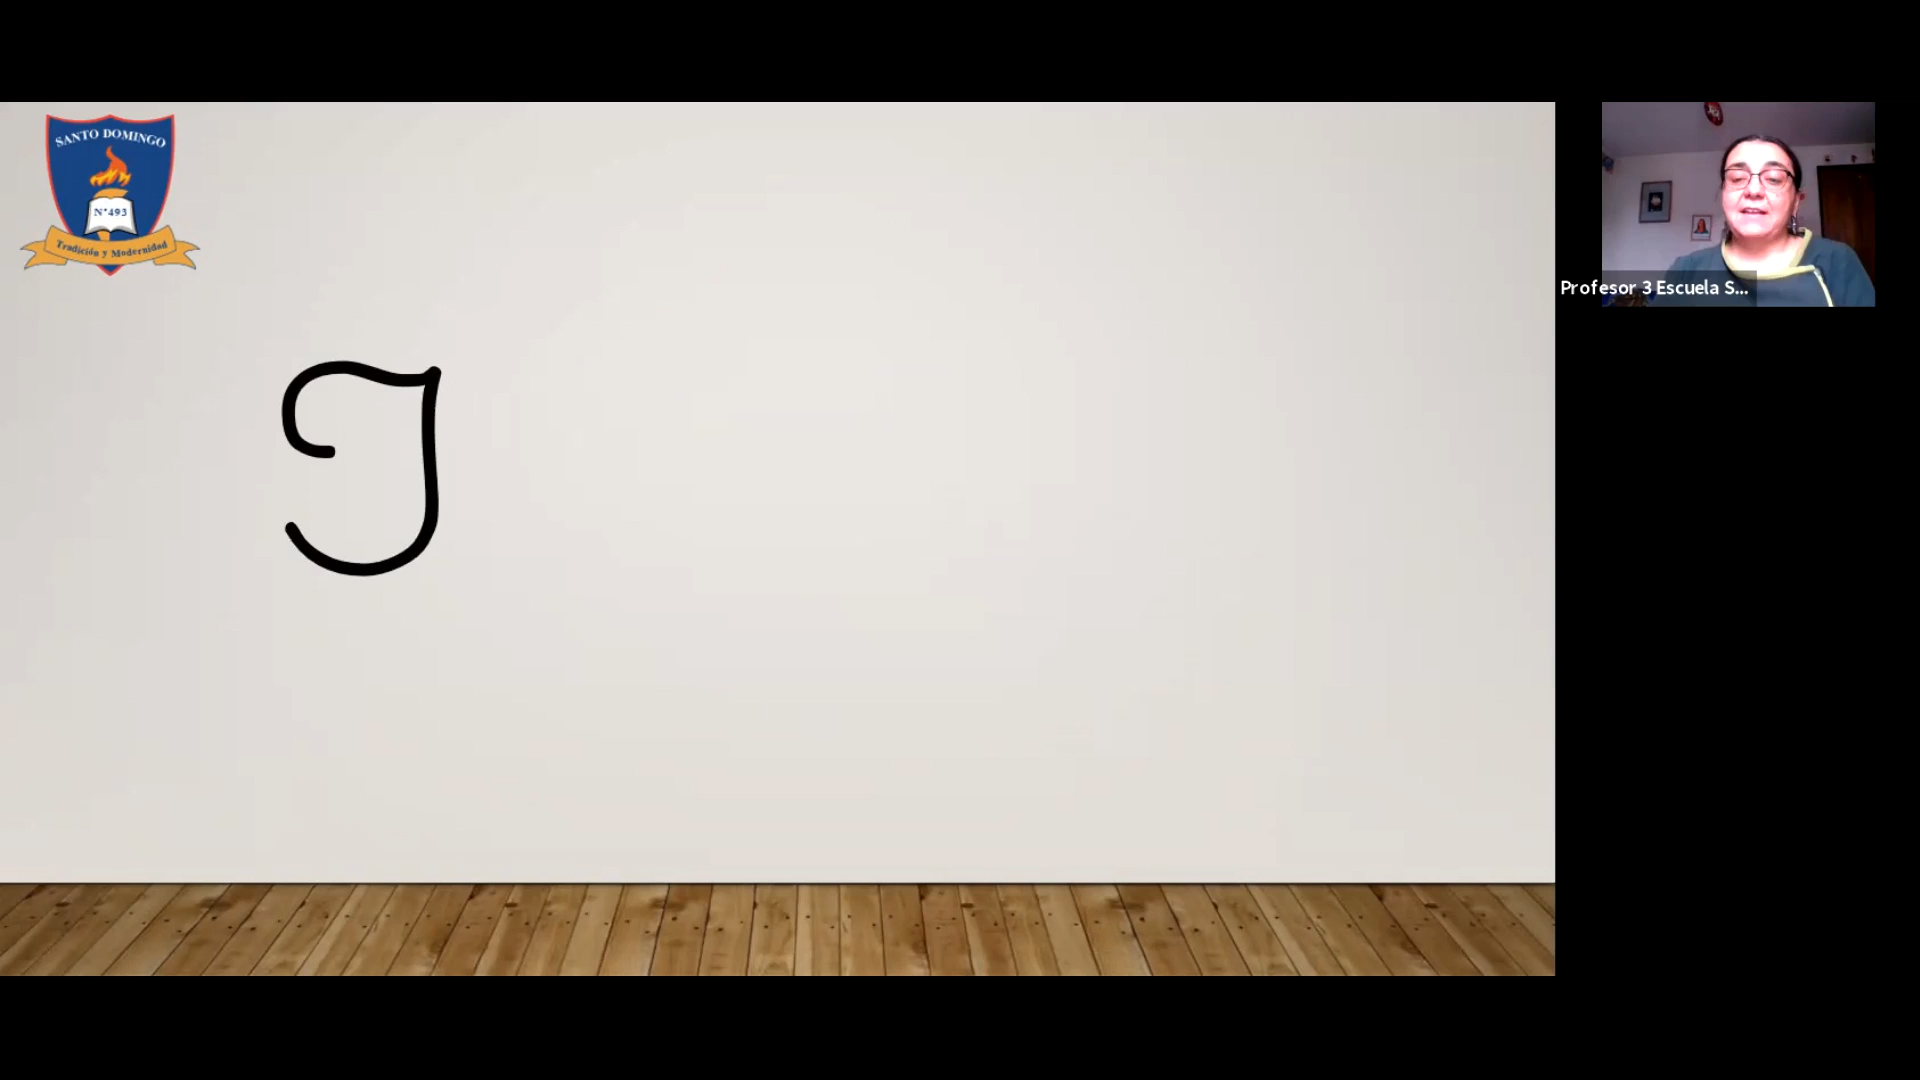 SANTO DOMINGO
N°493
Tradición y Modernidad
I
Profesor 3 Escuela S...